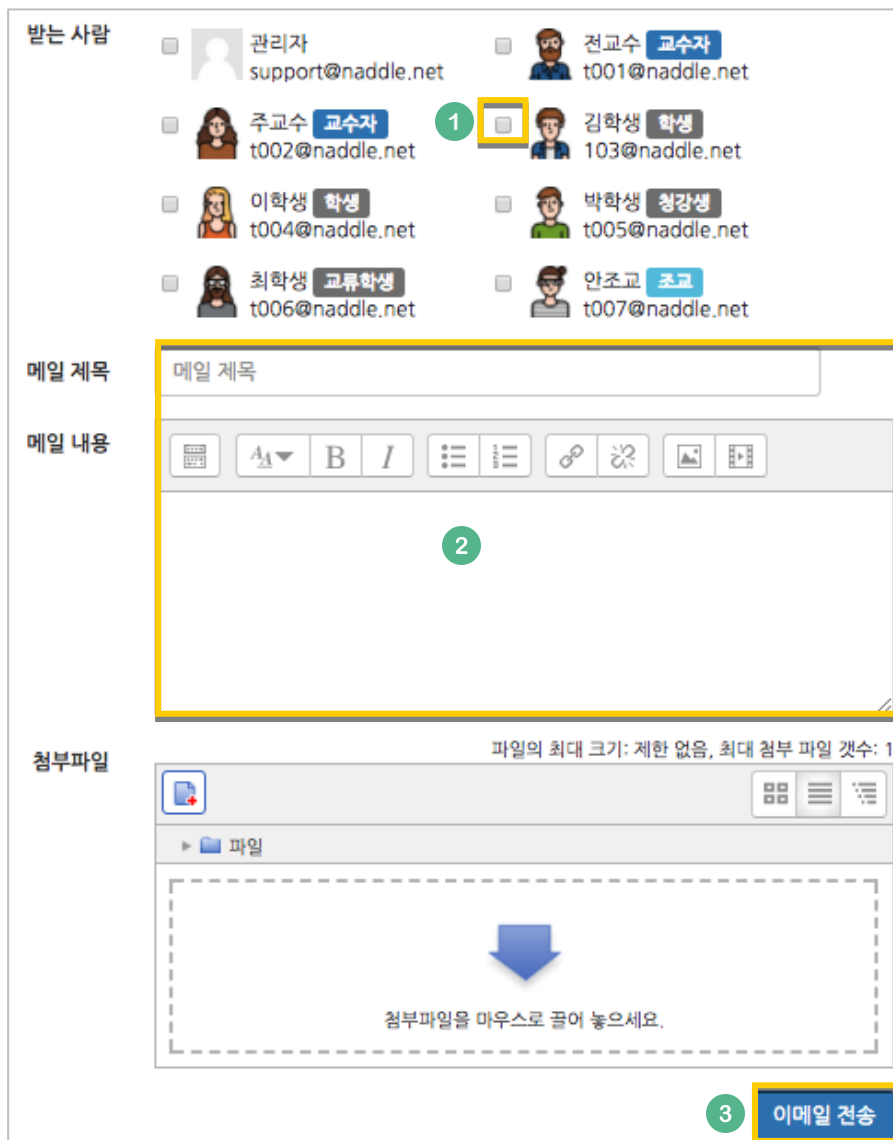 받는 사람
관리자
support@naddle.net
전교수 교수자
t001@naddle.net
주교수 교수자
t002@naddle.net
1
김학생 학생
103@naddle.net
이학생 학생
t004@naddle.net
박학생 청강생
t005@naddle.net
최학생 교류학생
t006@naddle.net
안조교 조교
t007@naddle.net
메일 제목
메일 제목
메일 내용
2
첨부파일
파일의 최대 크기: 제한 없음, 최대 첨부 파일 갯수: 1
파일
첨부파일을 마우스로 끌어 놓으세요.
3
이메일 전송